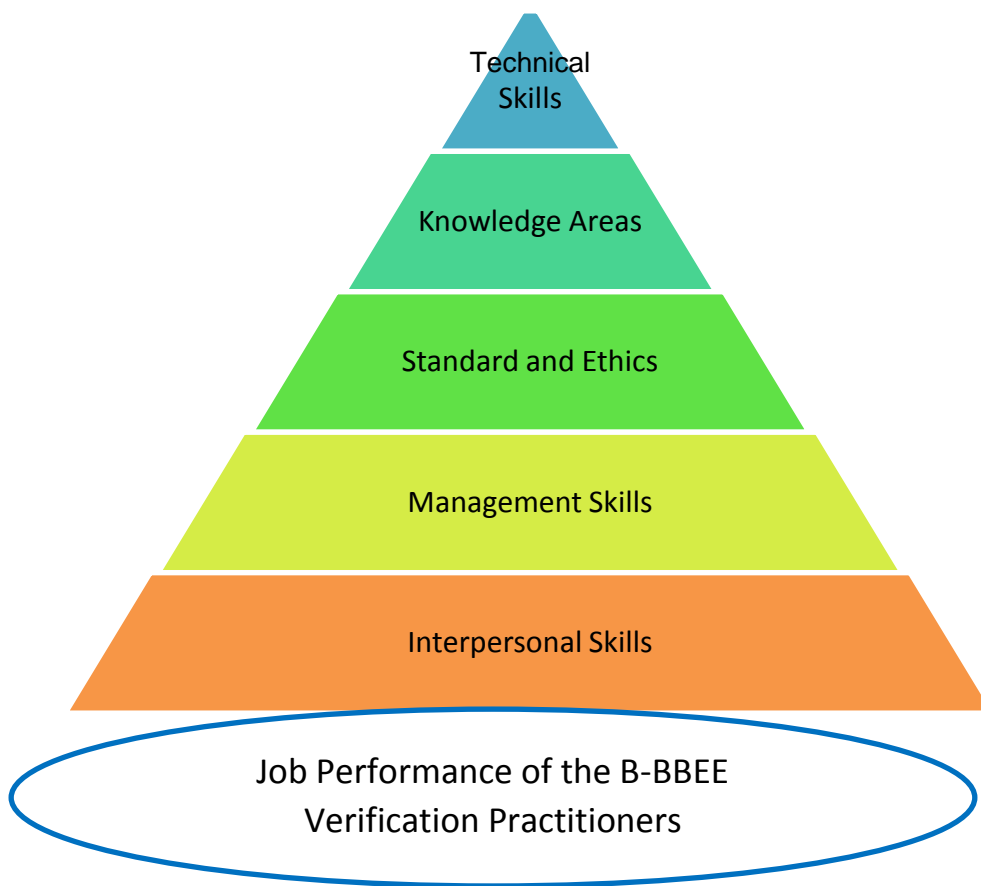 Technical
Skills
Knowledge Areas
Standard and Ethics
Management Skills
Interpersonal Skills
Job Performance of the B-BBEE
Verification Practitioners